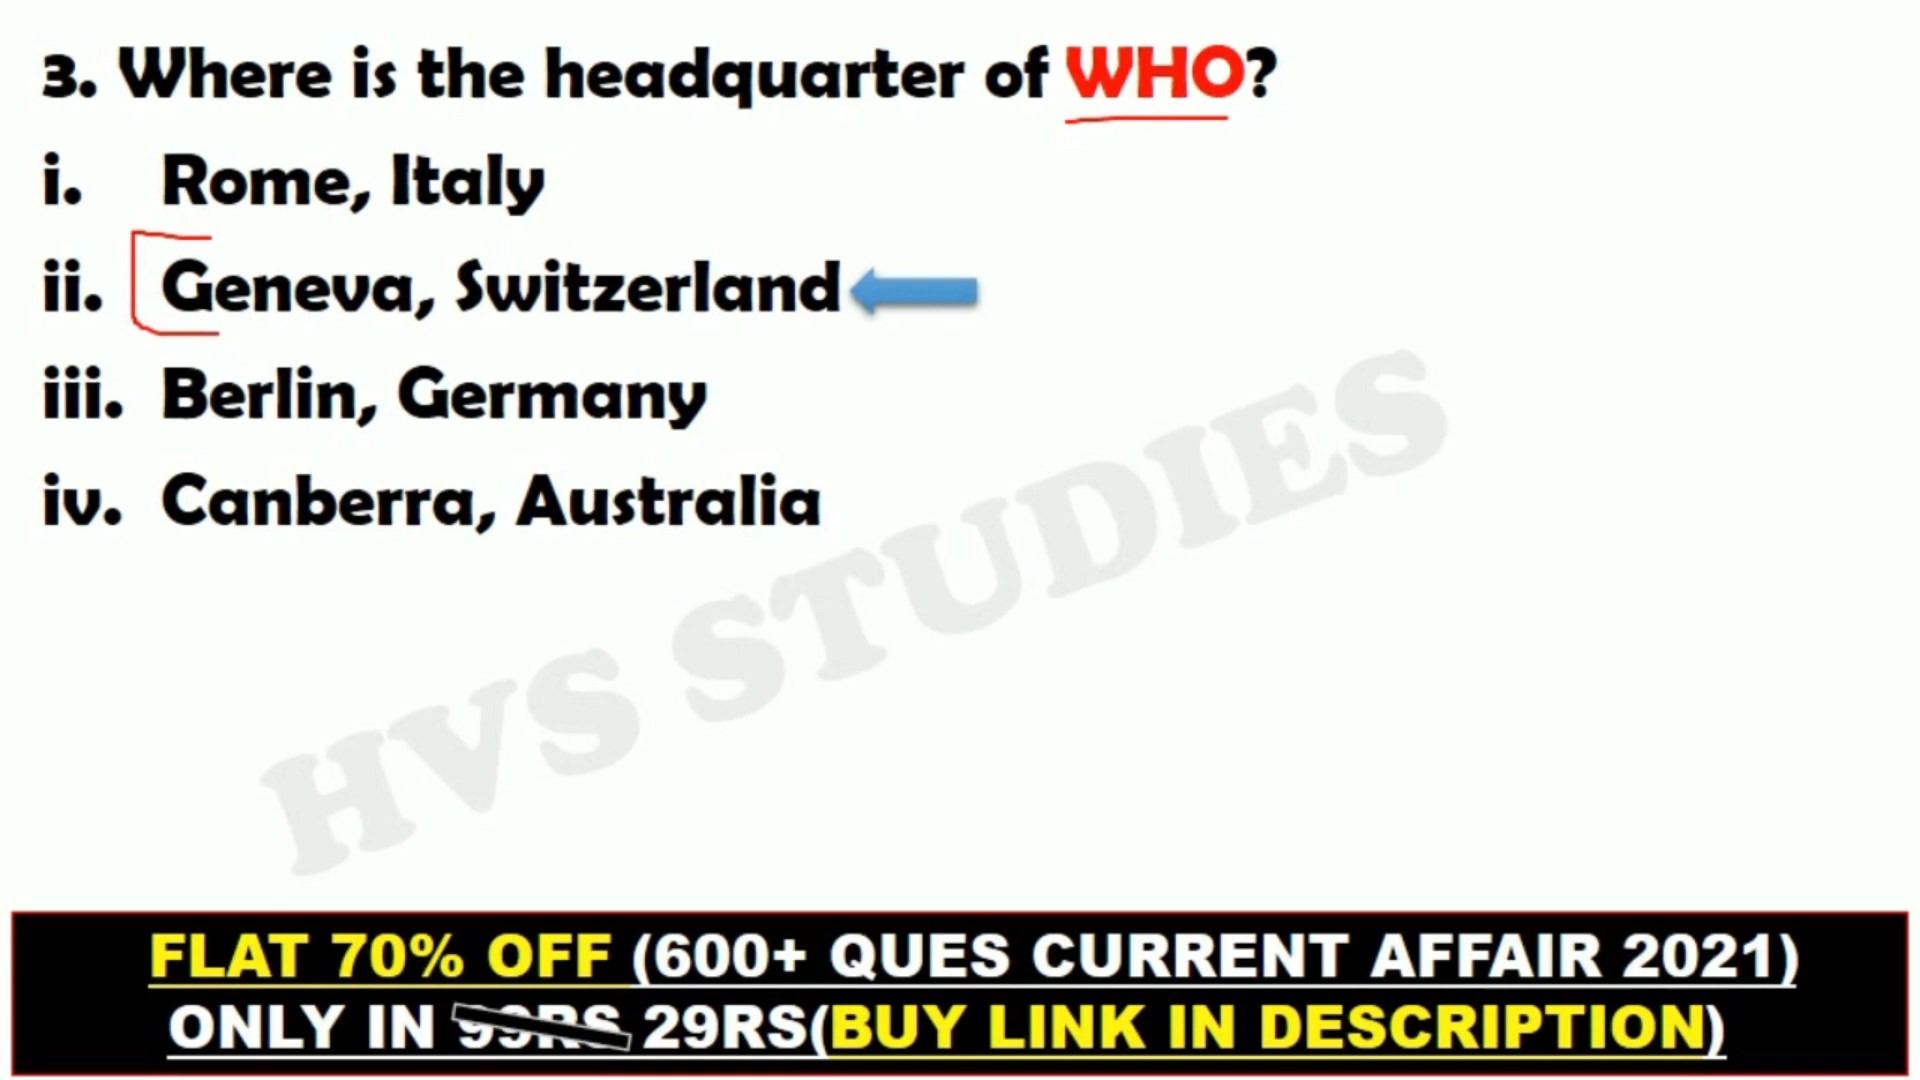 3. Where is the headquarter of WHO?
i. Rome, Italy
ii. Geneva, Switzerland
iii. Berlin, Germany
iv. Canberra, Australia
HVS STUDIES
FLAT 70% OFF (600+ QUES CURRENT AFFAIR 2021)
ONLY IN 99RS 29RS(BUY LINK IN DESCRIPTION)